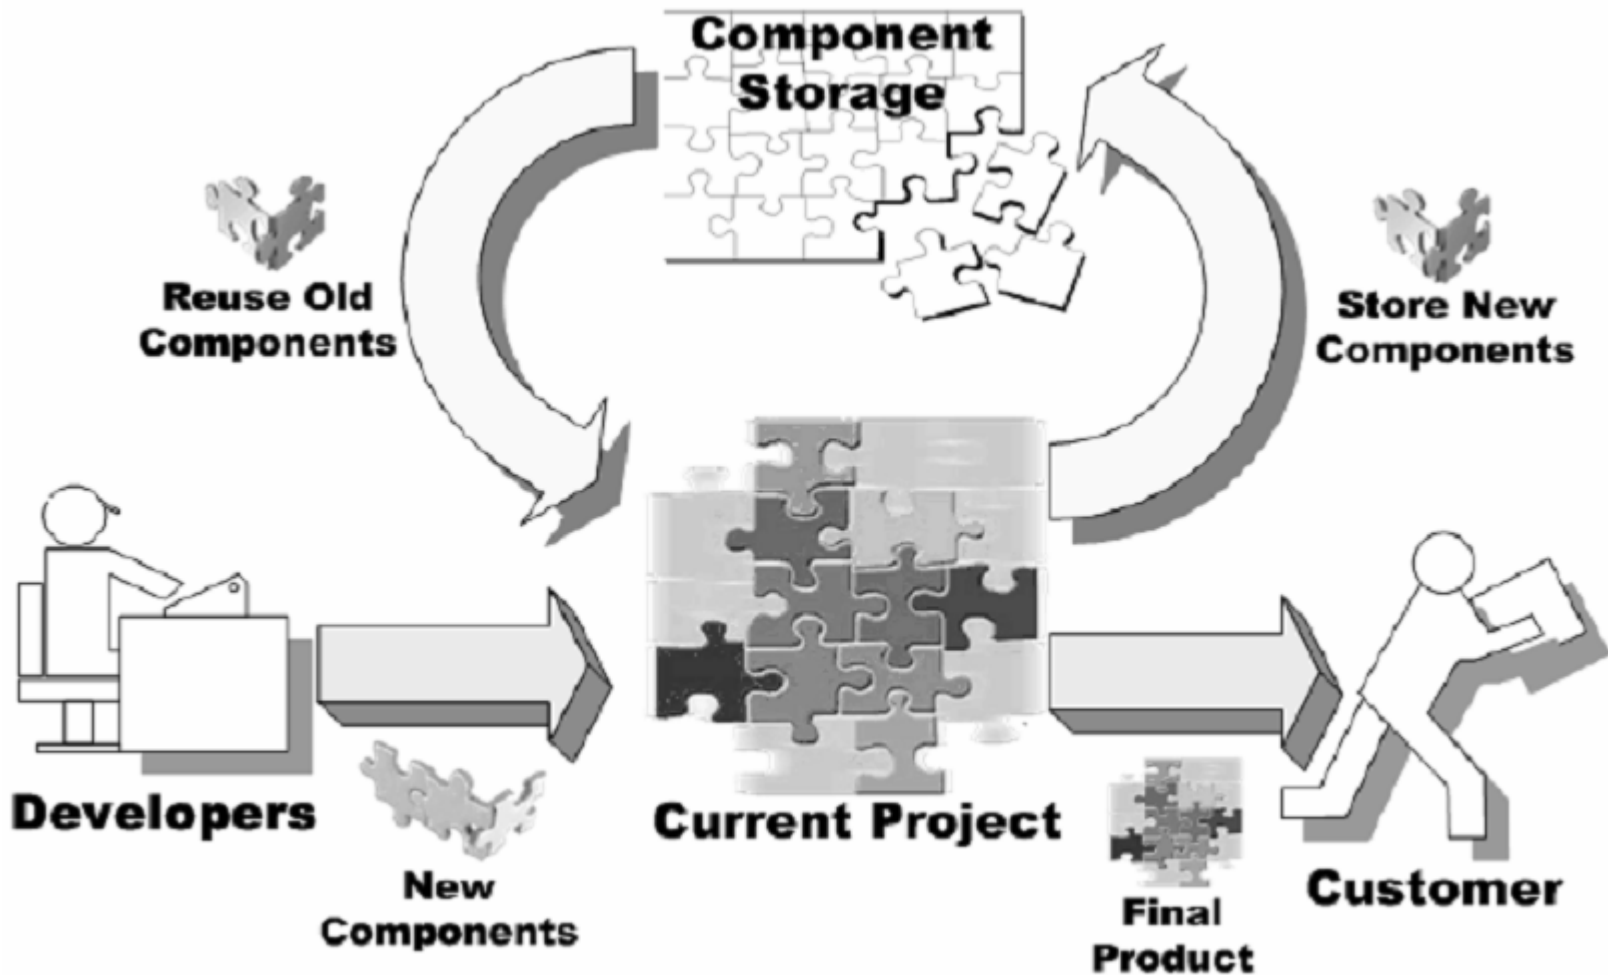 Component
Storage
Reuse Old
Components
Store New
Components
Developers
New
Components
Current Project
Final
Product
Customer